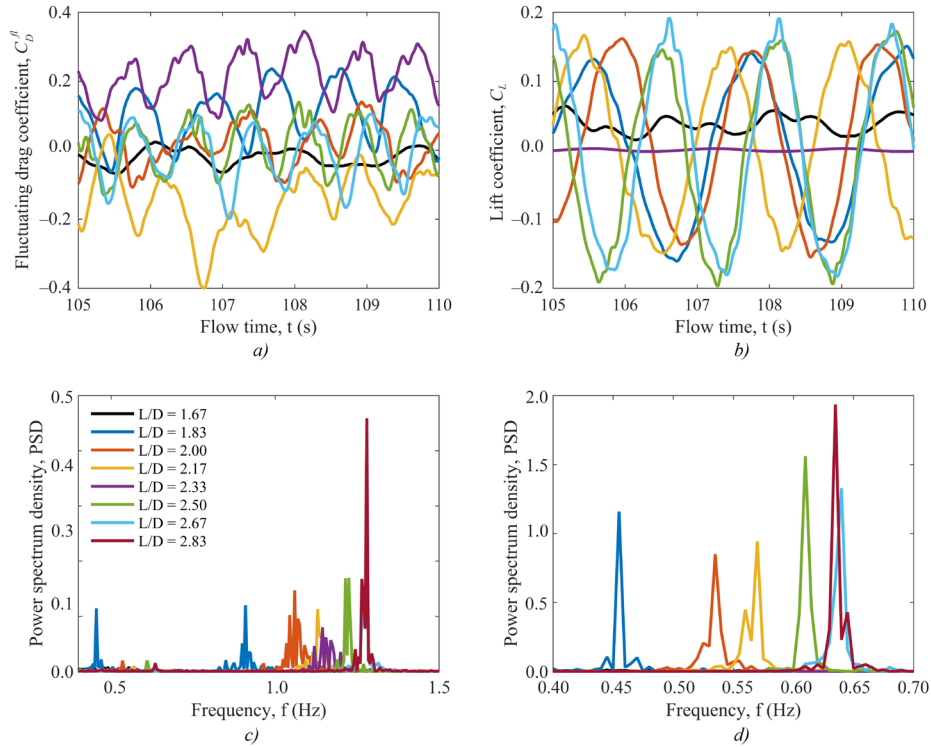 Fluctuating drag coefficient, C_D^fl
0.4
0.2
0.0
−0.2
−0.4
105 106 107 108 109 110
Flow time, t (s)
a)
Lift coefficient, C_L
0.2
0.1
0.0
−0.1
−0.2
105 106 107 108 109 110
Flow time, t (s)
b)
Power spectrum density, PSD
0.5
0.4
0.3
0.1
0.0
L/D = 1.67
L/D = 1.83
L/D = 2.00
L/D = 2.17
L/D = 2.33
L/D = 2.50
L/D = 2.67
L/D = 2.83
0.5 1.0 1.5
Frequency, f (Hz)
c)
Power spectrum density, PSD
2.0
1.5
1.0
0.5
0.0
0.40 0.45 0.50 0.55 0.60 0.65 0.70
Frequency, f (Hz)
d)